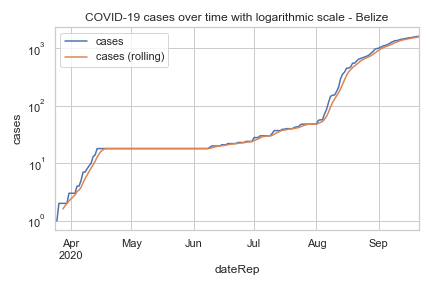 COVID-19 cases over time with logarithmic scale - Belize
cases
cases (rolling)
10³
10²
10¹
10⁰
cases
Apr
2020
May
Jun
Jul
Aug
Sep
dateRep